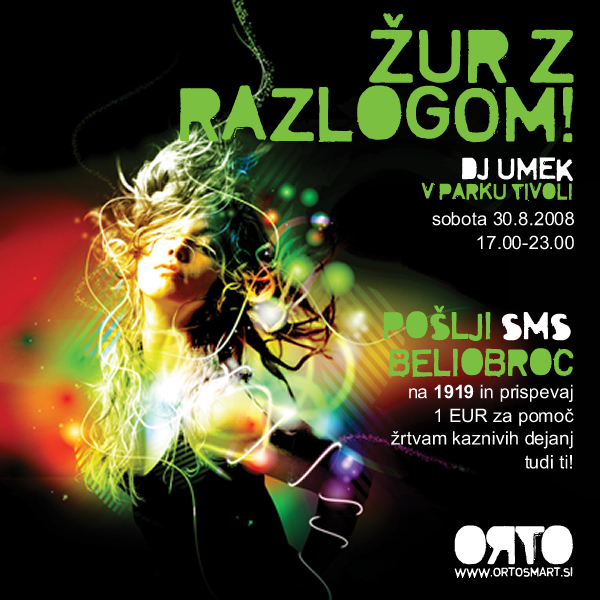 ŽUR Z
RAZLOGOM!
DJ UMEK
V PARKU TIVOLI
sobota 30.8.2008
17.00-23.00
POŠLJI SMS
BELIOBROC
na 1919 in prispevaj
1 EUR za pomoč
žrtvam kaznivih dejanj
tudi ti!
ORTO
WWW.ORTOSMART.SI